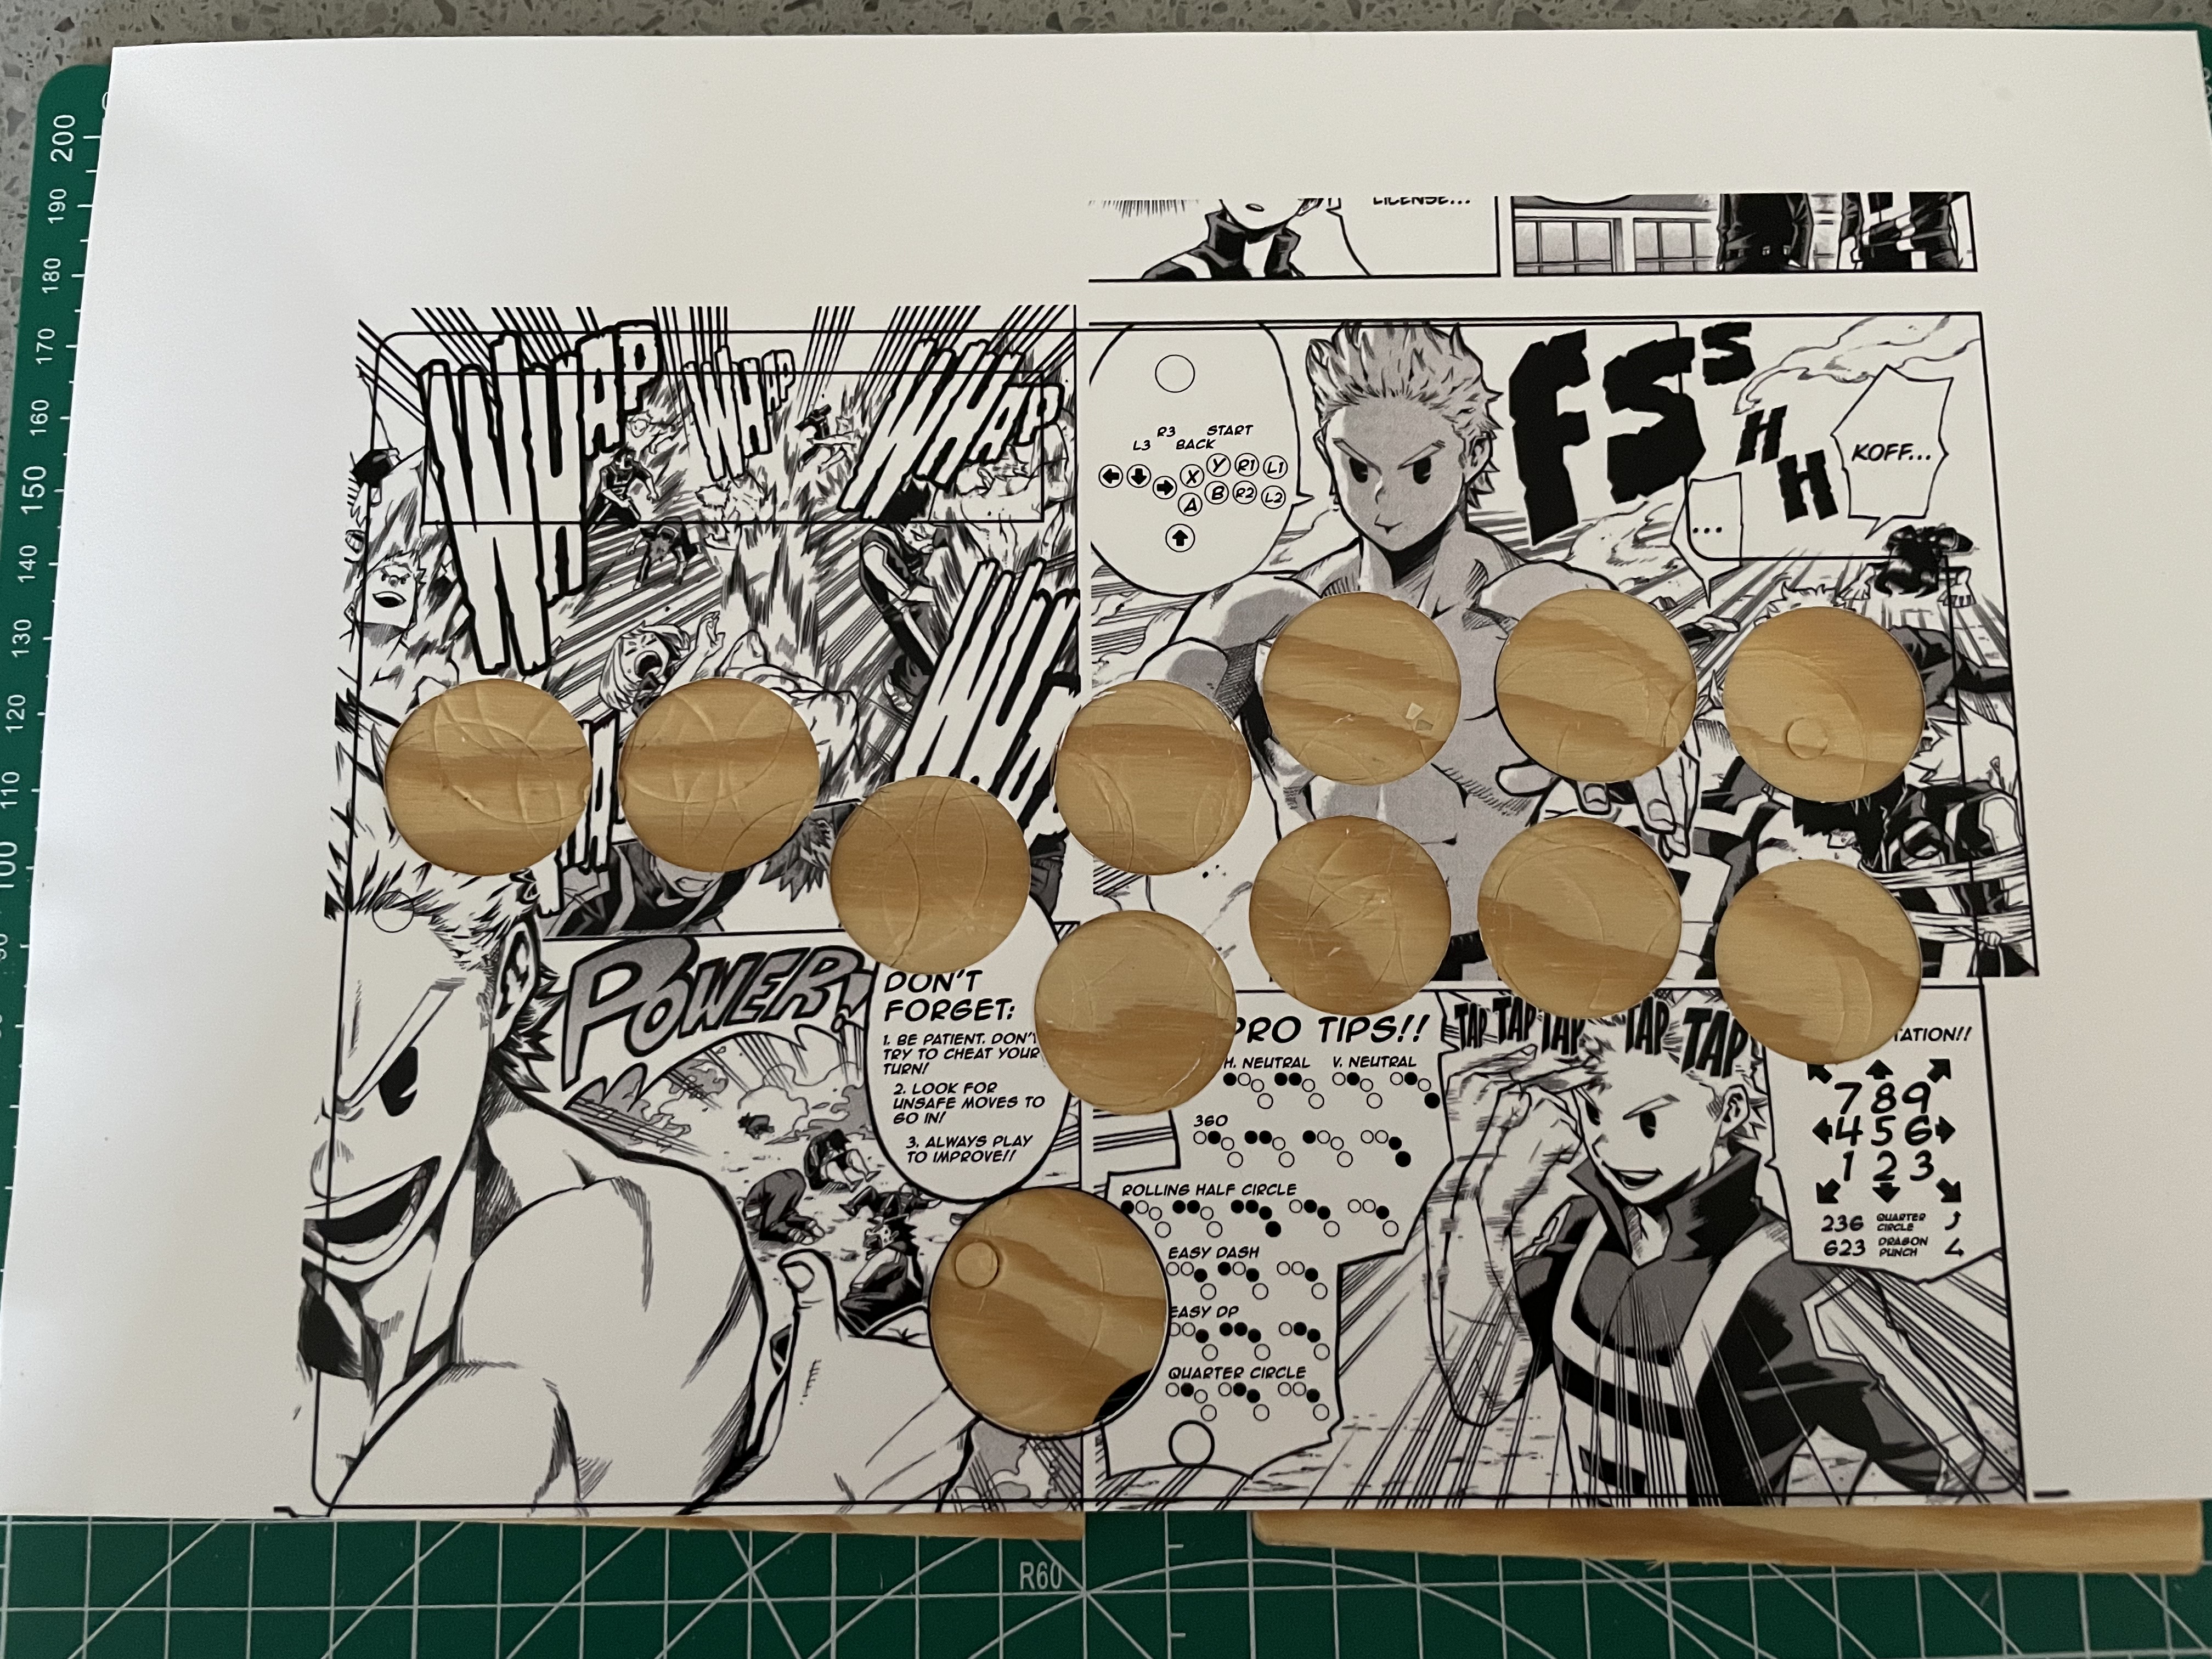 LICENSE...
WHAP
WHAP
WHAP
FSSHH
KOFF...
...
R3 START
L3 BACK
X Y R1 L1
A B R2 L2
POWER
DON'T
FORGET:
1. BE PATIENT. DON'T
TRY TO CHEAT YOUR
TURN!
2. LOOK FOR
UNSAFE MOVES TO
GO IN!
3. ALWAYS PLAY
TO IMPROVE!!
PRO TIPS!!
H. NEUTRAL V. NEUTRAL
360
ROLLING HALF CIRCLE
EASY DASH
EASY DP
QUARTER CIRCLE
TAP TAP TAP TAP TAP
TATION!!
789
456
123
236 QUARTER
CIRCLE
623 DRAGON
PUNCH
200
190
180
170
160
150
140
130
120
110
100
R60